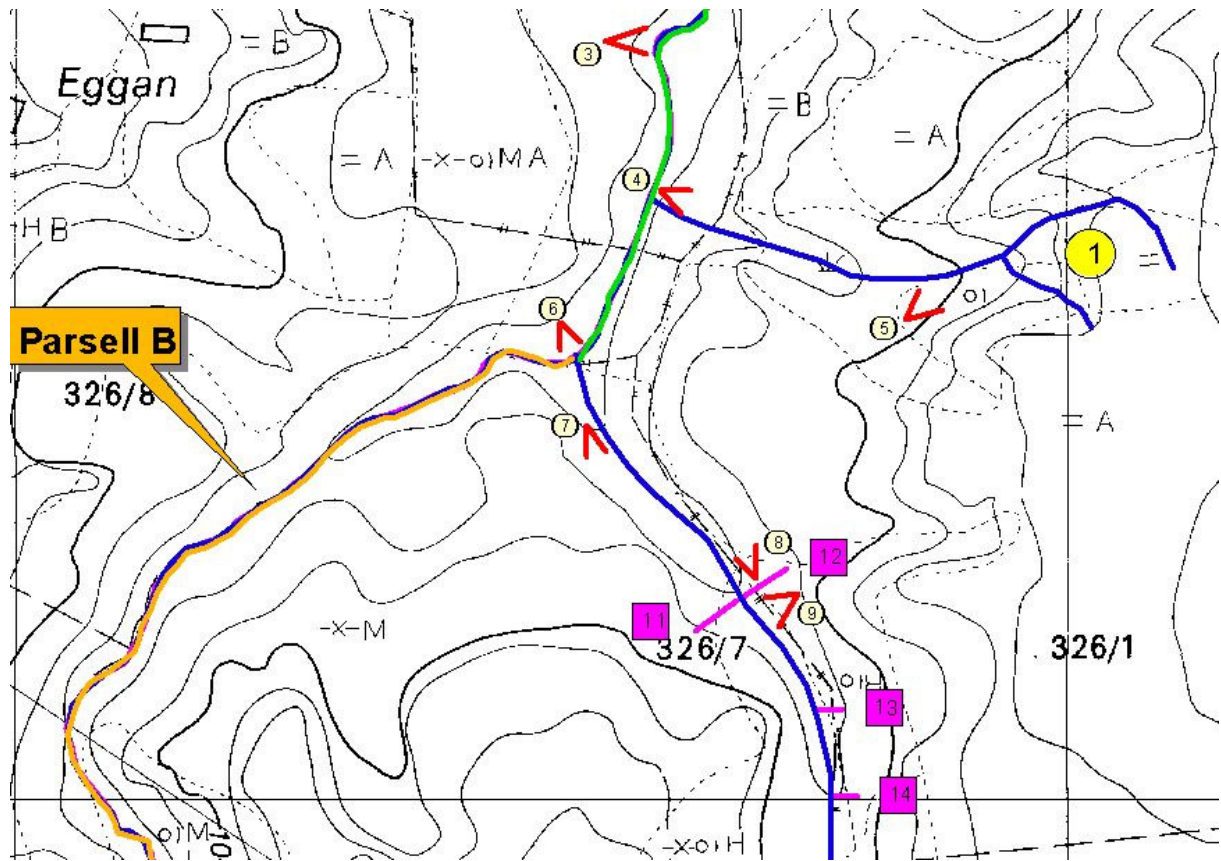 3
= B
Eggan
= B
= A
-x-o)MA
= A
4
H B
1
=
6
o)
5
Parsell B
326/8
7
= A
8
12
9
11
-x-M
326/7
326/1
13
14
o)M
-x-o)H